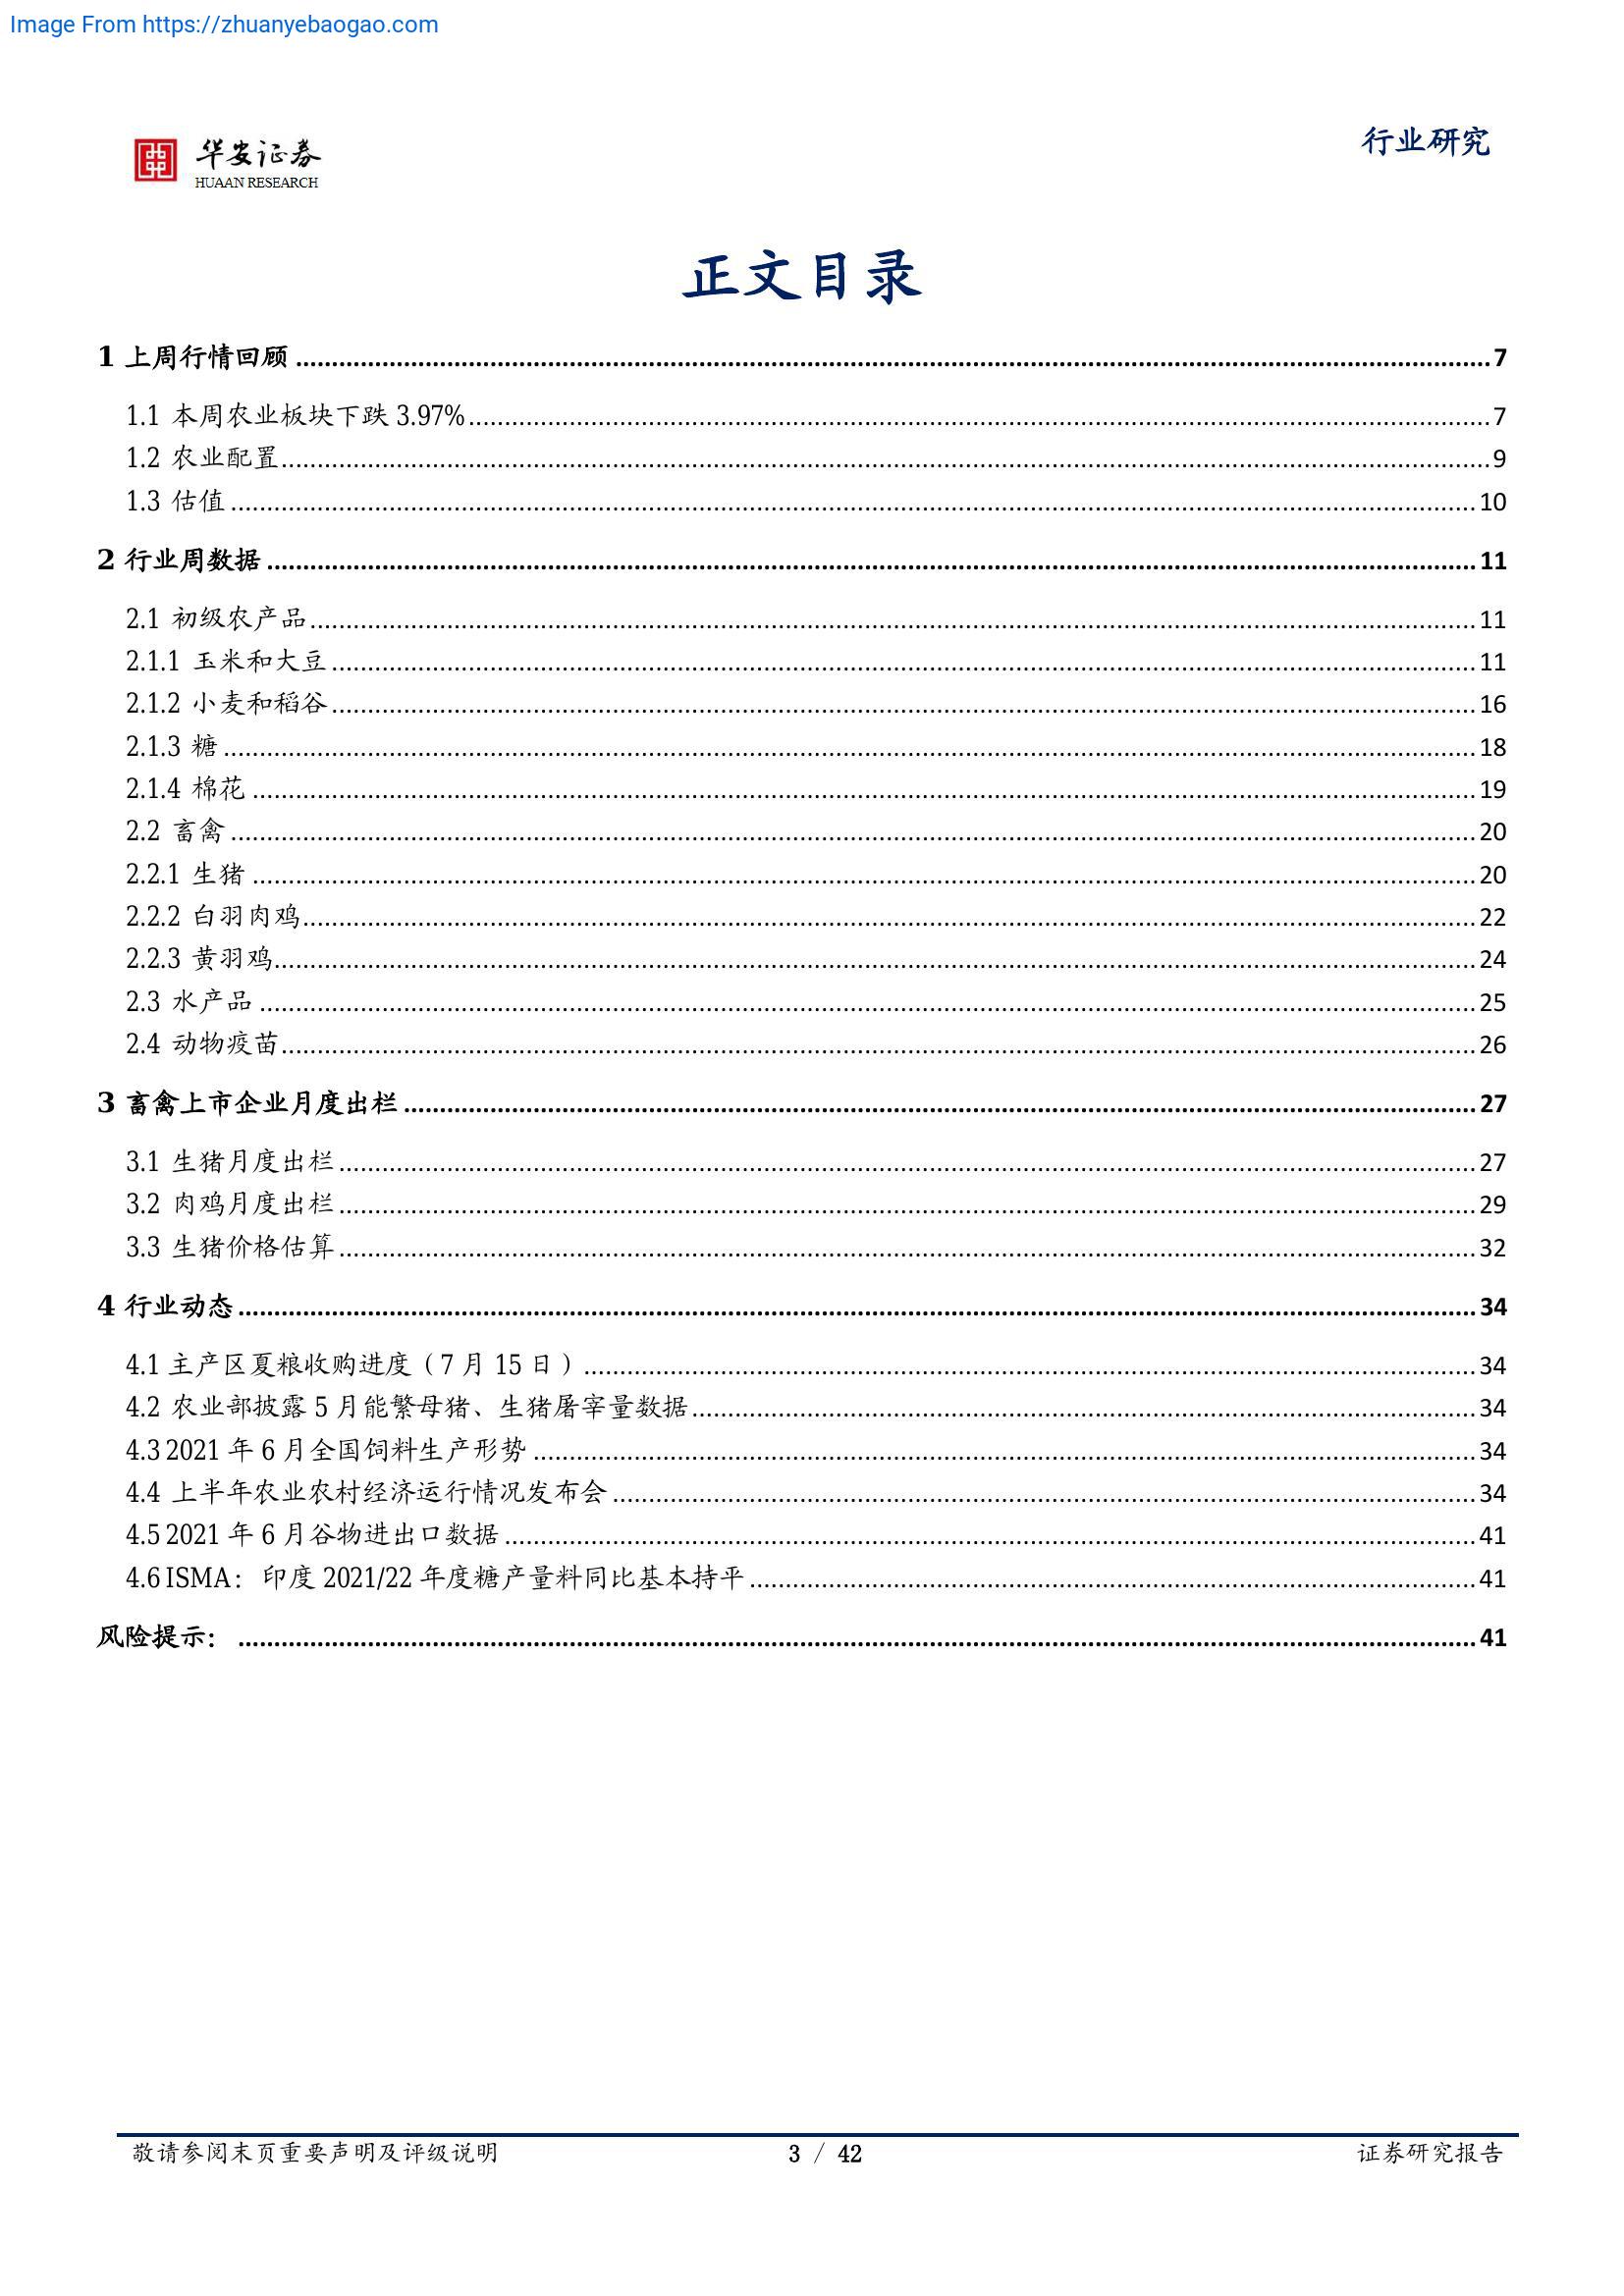 Image From https://zhuanyebaogao.com
华安证券
HUAAN RESEARCH
行业研究
正文目录
1 上周行情回顾 7
1.1 本周农业板块下跌 3.97% 7
1.2 农业配置 9
1.3 估值 10
2 行业周数据 11
2.1 初级农产品 11
2.1.1 玉米和大豆 11
2.1.2 小麦和稻谷 16
2.1.3 糖 18
2.1.4 棉花 19
2.2 畜禽 20
2.2.1 生猪 20
2.2.2 白羽肉鸡 22
2.2.3 黄羽鸡 24
2.3 水产品 25
2.4 动物疫苗 26
3 畜禽上市企业月度出栏 27
3.1 生猪月度出栏 27
3.2 肉鸡月度出栏 29
3.3 生猪价格估算 32
4 行业动态 34
4.1 主产区夏粮收购进度（7 月 15 日） 34
4.2 农业部披露 5 月能繁母猪、生猪屠宰量数据 34
4.3 2021 年 6 月全国饲料生产形势 34
4.4 上半年农业农村经济运行情况发布会 34
4.5 2021 年 6 月谷物进出口数据 41
4.6 ISMA：印度 2021/22 年度糖产量料同比基本持平 41
风险提示： 41
敬请参阅末页重要声明及评级说明
3 / 42
证券研究报告